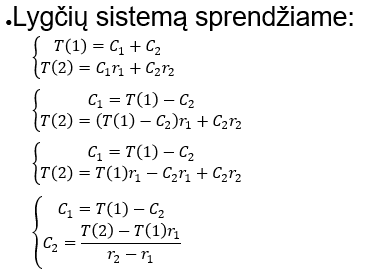 •Lygčių sistemą sprendžiame:
{T(1) = C₁ + C₂
T(2) = C₁r₁ + C₂r₂
{C₁ = T(1) − C₂
T(2) = (T(1) − C₂)r₁ + C₂r₂
{C₁ = T(1) − C₂
T(2) = T(1)r₁ − C₂r₁ + C₂r₂
{C₁ = T(1) − C₂
C₂ = (T(2) − T(1)r₁)/(r₂ − r₁)